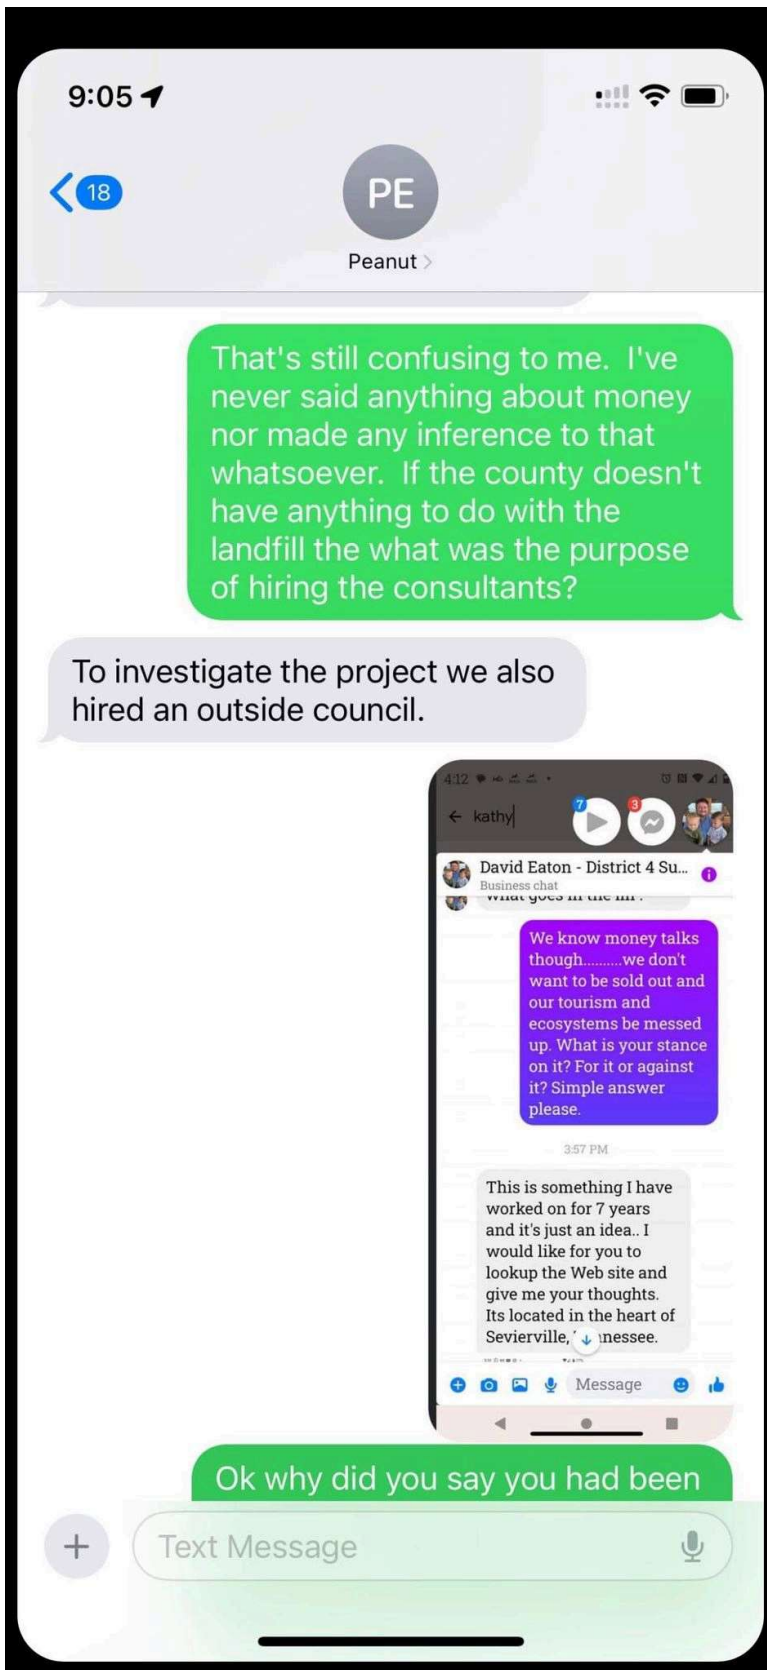 9:05
18
PE
Peanut
That's still confusing to me. I've
never said anything about money
nor made any inference to that
whatsoever. If the county doesn't
have anything to do with the
landfill the what was the purpose
of hiring the consultants?
To investigate the project we also
hired an outside council.
4:12
kathy
7
3
David Eaton - District 4 Su...
Business chat
We know money talks
though..........we don't
want to be sold out and
our tourism and
ecosystems be messed
up. What is your stance
on it? For it or against
it? Simple answer
please.
3:57 PM
This is something I have
worked on for 7 years
and it's just an idea.. I
would like for you to
lookup the Web site and
give me your thoughts.
Its located in the heart of
Sevierville, nnessee.
Message
Ok why did you say you had been
Text Message